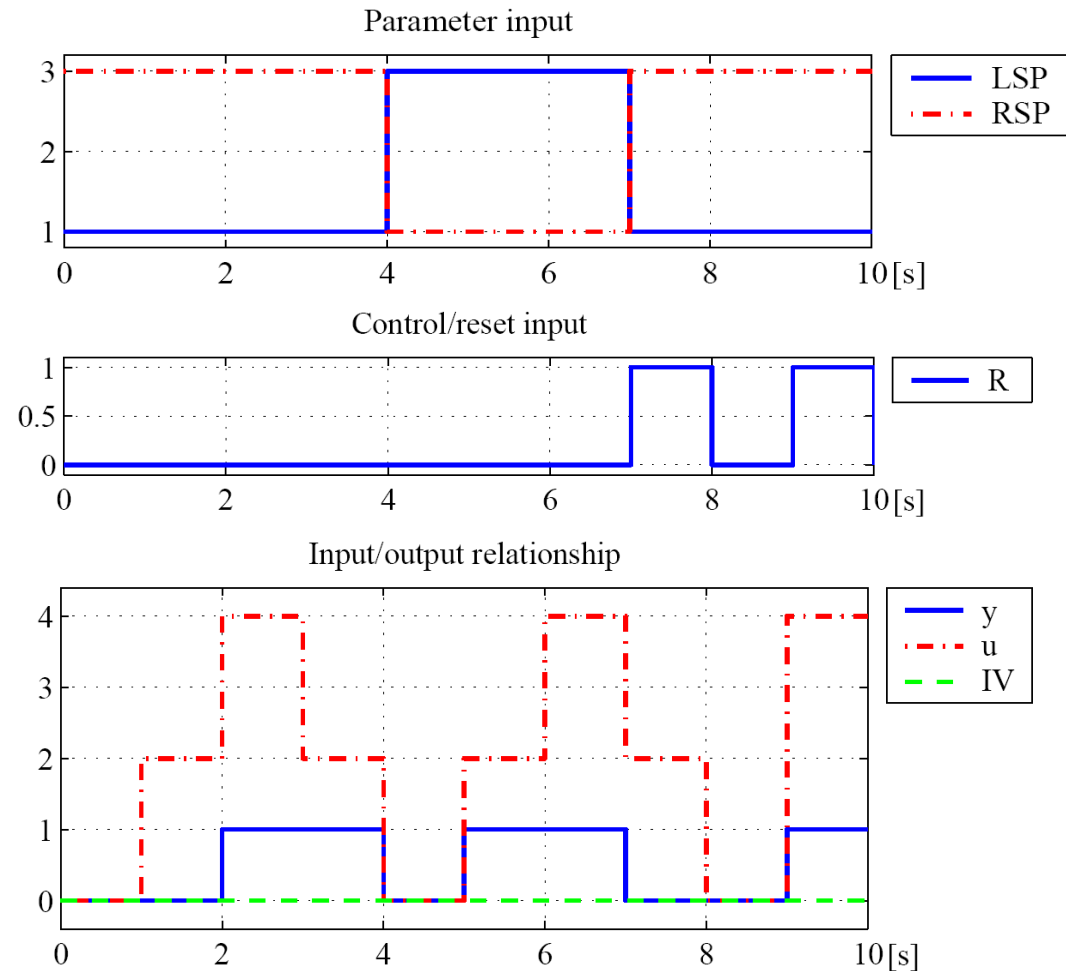 Parameter input
3
2
1
0 2 4 6 8 10[s]
LSP
RSP
Control/reset input
1
0.5
0
0 2 4 6 8 10[s]
R
Input/output relationship
4
3
2
1
0
0 2 4 6 8 10[s]
y
u
IV